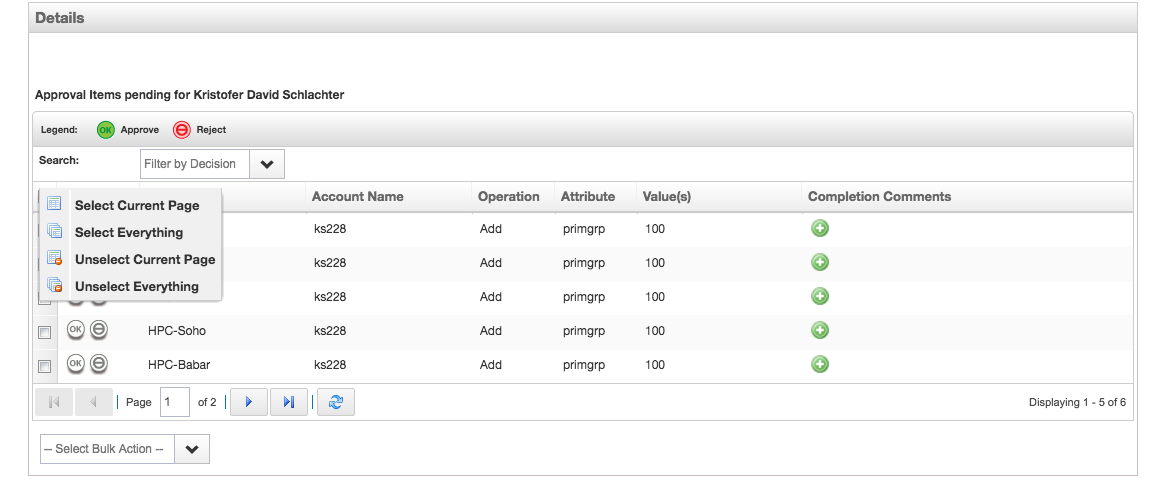 Details
Approval Items pending for Kristofer David Schlachter
Legend: OK Approve Reject
Search: Filter by Decision
Account Name Operation Attribute Value(s) Completion Comments
Select Current Page
Select Everything
Unselect Current Page
Unselect Everything
ks228 Add primgrp 100
ks228 Add primgrp 100
ks228 Add primgrp 100
OK HPC-Soho ks228 Add primgrp 100
OK HPC-Babar ks228 Add primgrp 100
Page 1 of 2 Displaying 1 - 5 of 6
-- Select Bulk Action --